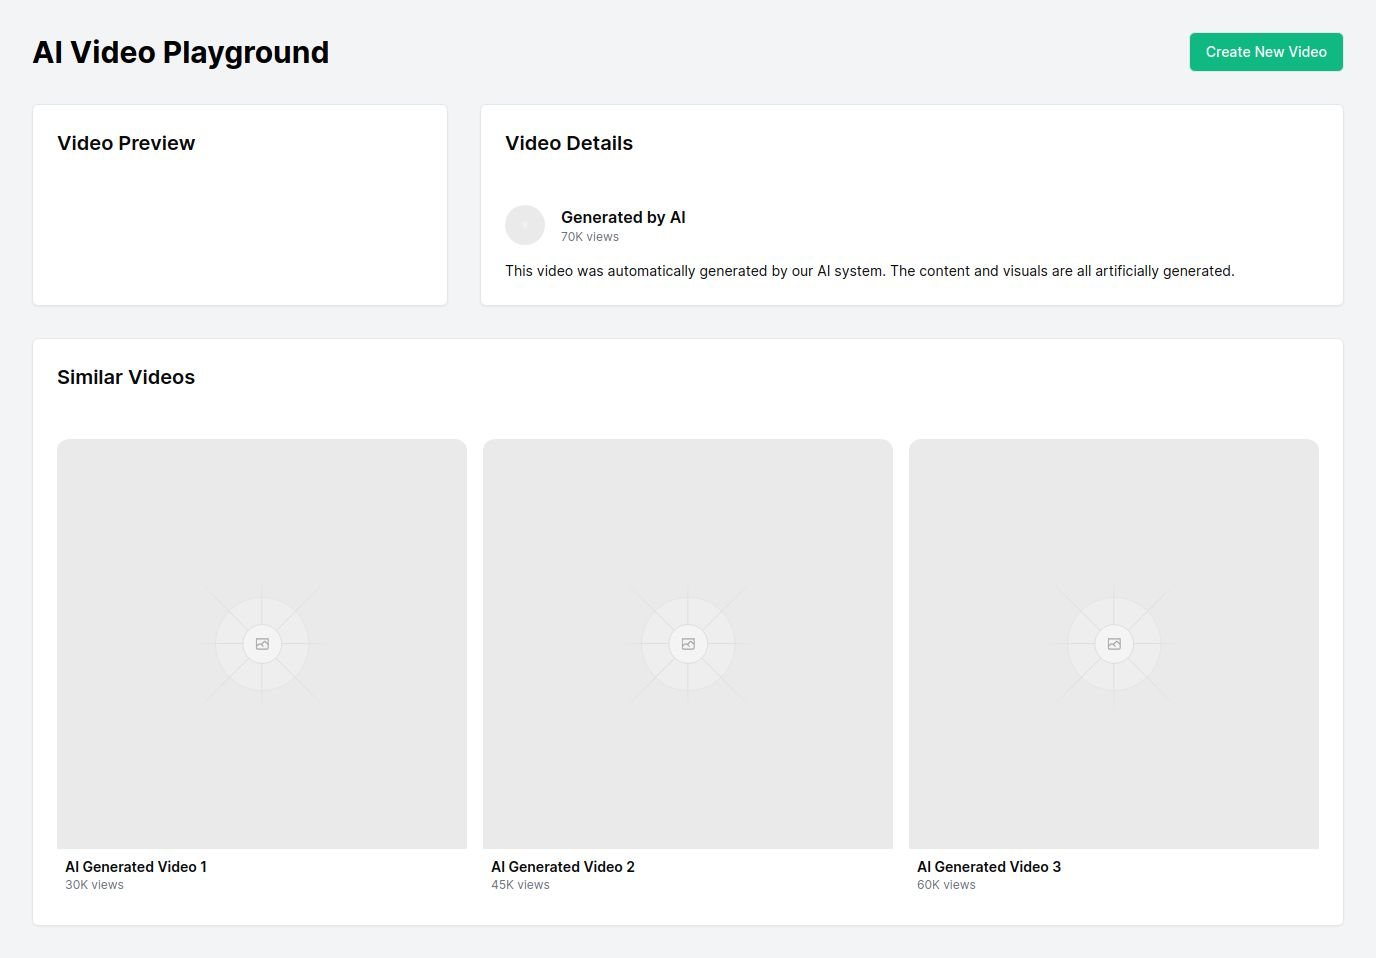 AI Video Playground
Create New Video
Video Preview
Video Details
Generated by AI
70K views
This video was automatically generated by our AI system. The content and visuals are all artificially generated.
Similar Videos
AI Generated Video 1
30K views
AI Generated Video 2
45K views
AI Generated Video 3
60K views